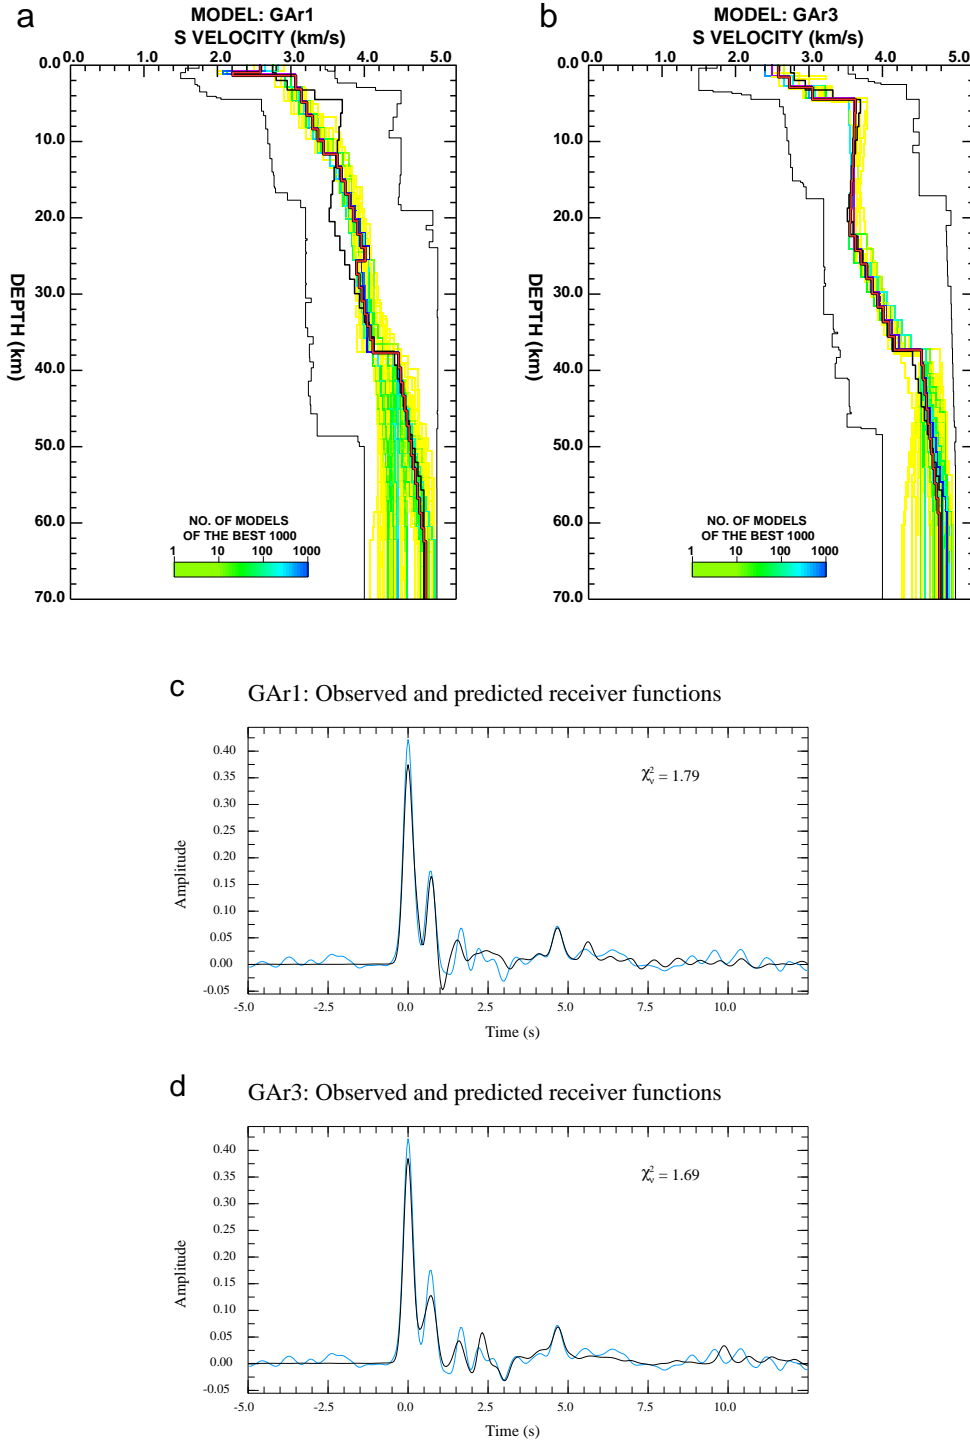 a
MODEL: GAr1
S VELOCITY (km/s)
0.0 1.0 2.0 3.0 4.0 5.0
0.0
10.0
20.0
30.0
40.0
50.0
60.0
70.0
DEPTH (km)
NO. OF MODELS
OF THE BEST 1000
1 10 100 1000
b
MODEL: GAr3
S VELOCITY (km/s)
0.0 1.0 2.0 3.0 4.0 5.0
0.0
10.0
20.0
30.0
40.0
50.0
60.0
70.0
DEPTH (km)
NO. OF MODELS
OF THE BEST 1000
1 10 100 1000
c
GAr1: Observed and predicted receiver functions
χ²ᵥ = 1.79
Amplitude
0.40
0.35
0.30
0.25
0.20
0.15
0.10
0.05
0.00
-0.05
-5.0 -2.5 0.0 2.5 5.0 7.5 10.0
Time (s)
d
GAr3: Observed and predicted receiver functions
χ²ᵥ = 1.69
Amplitude
0.40
0.35
0.30
0.25
0.20
0.15
0.10
0.05
0.00
-0.05
-5.0 -2.5 0.0 2.5 5.0 7.5 10.0
Time (s)